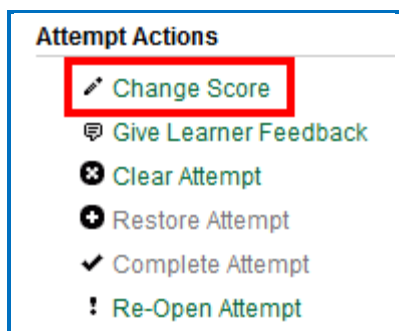 Attempt Actions
Change Score
Give Learner Feedback
Clear Attempt
Restore Attempt
Complete Attempt
Re-Open Attempt